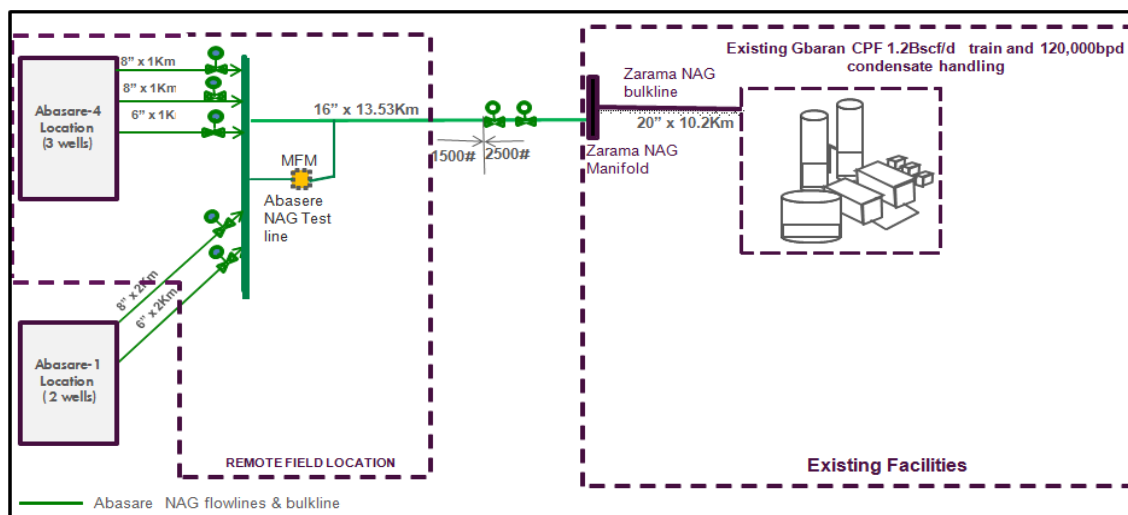 8" x 1Km
8" x 1Km
6" x 1K
Abasare-4
Location
(3 wells)
16" x 13.53Km
1500#
2500#
MFM
Abasere
NAG Test
line
8" x 2Km
6" x 2Km
Abasare-1
Location
( 2 wells)
REMOTE FIELD LOCATION
Abasare NAG flowlines & bulkline
Existing Gbaran CPF 1.2Bscf/d train and 120,000bpd
condensate handling
Zarama NAG
bulkline
20" x 10.2Km
Zarama NAG
Manifold
Existing Facilities